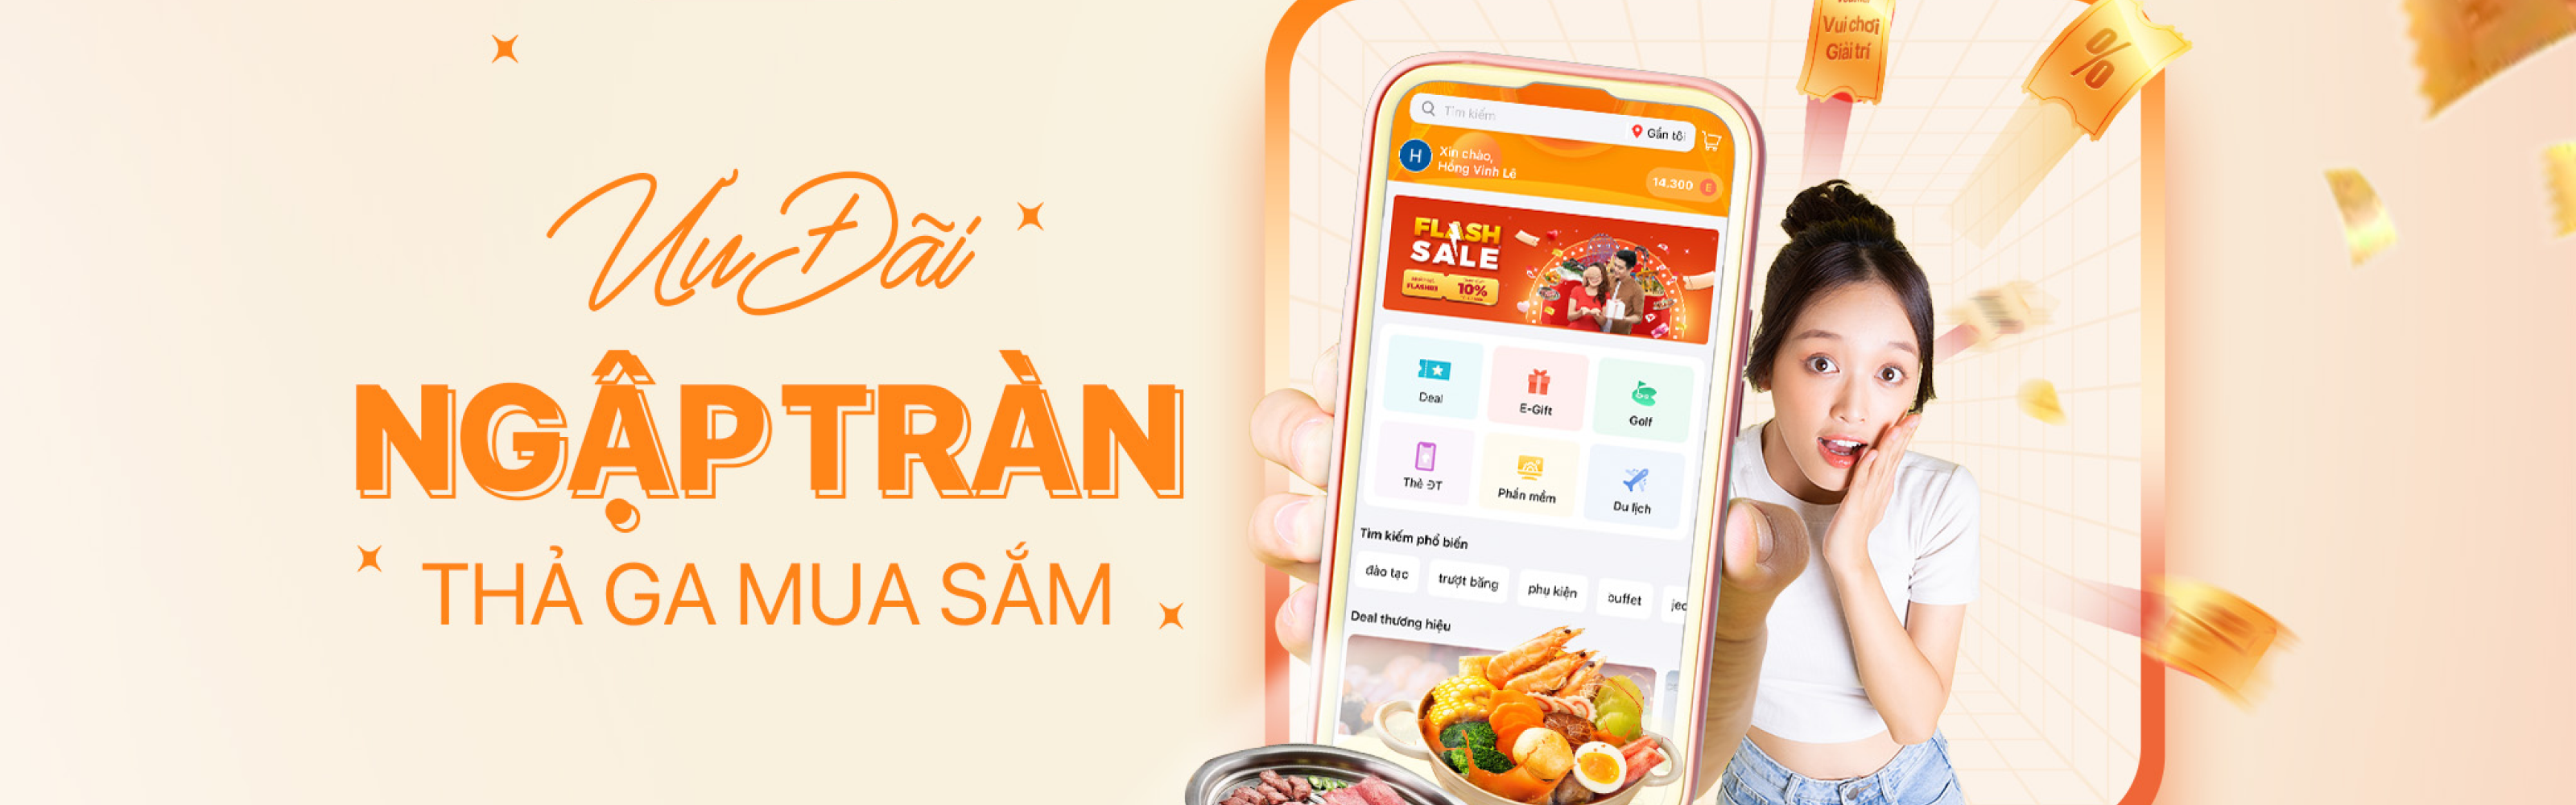 Ưu Đãi
NGẬP TRÀN
THẢ GA MUA SẮM
Vui chơi
Giải trí
%
Tìm kiếm
Gần tôi
H
Xin chào,
Hồng Vinh Lê
14.300 E
FLASH
SALE
10%
Deal
E-Gift
Golf
Thẻ ĐT
Phần mềm
Du lịch
Tìm kiếm phổ biến
đào tạo
trượt băng
phụ kiện
buffet
Deal thương hiệu